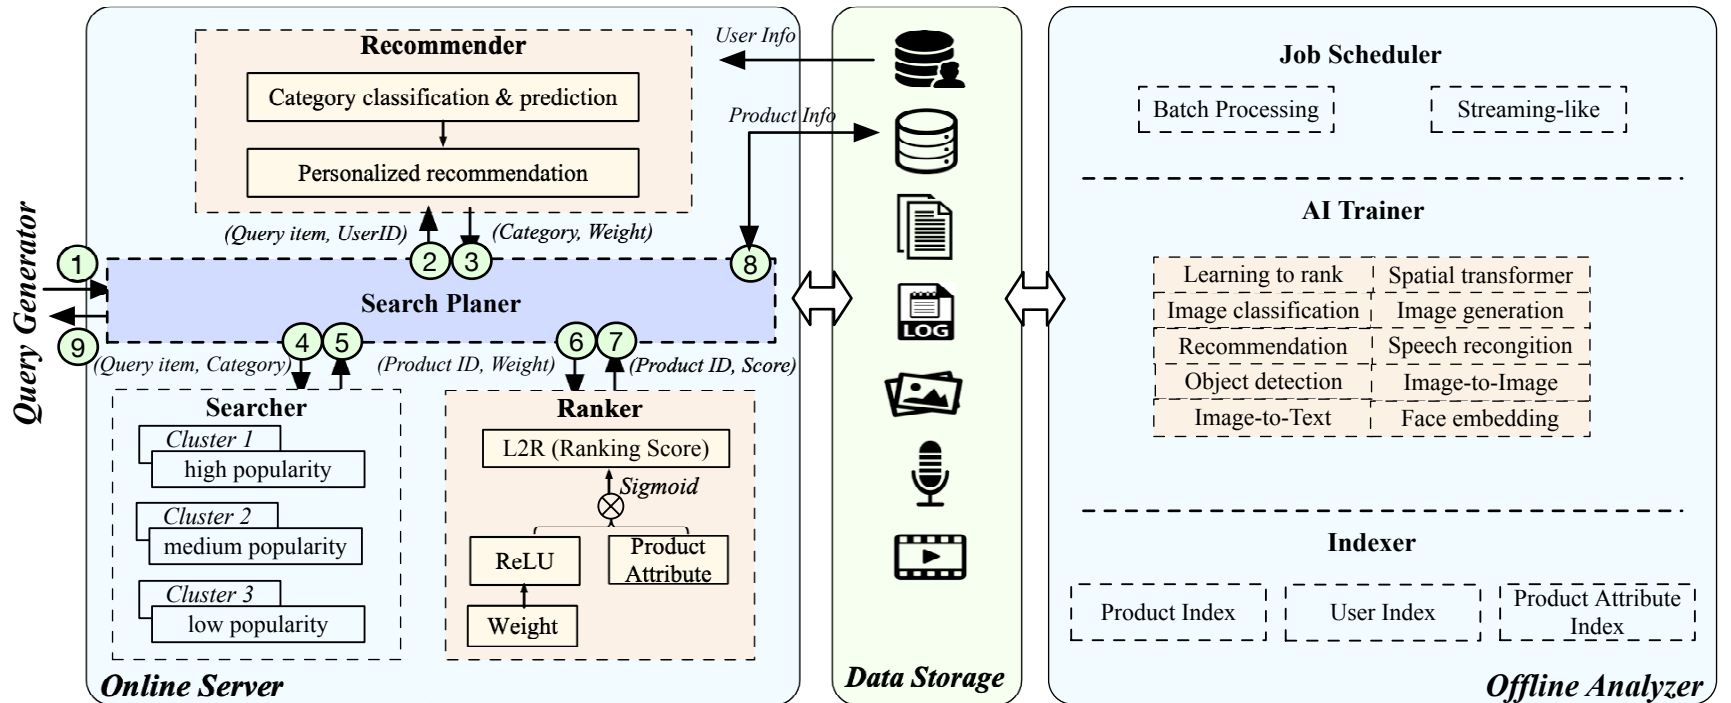 Query Generator
1
9
Recommender
Category classification & prediction
Personalized recommendation
(Query item, UserID)
(Category, Weight)
2
3
8
User Info
Product Info
Search Planer
4
5
6
7
(Query item, Category)
(Product ID, Weight)
(Product ID, Score)
Searcher
Cluster 1
high popularity
Cluster 2
medium popularity
Cluster 3
low popularity
Ranker
L2R (Ranking Score)
Sigmoid
ReLU
Product
Attribute
Weight
Online Server
LOG
Data Storage
Job Scheduler
Batch Processing
Streaming-like
AI Trainer
Learning to rank
Spatial transformer
Image classification
Image generation
Recommendation
Speech recongition
Object detection
Image-to-Image
Image-to-Text
Face embedding
Indexer
Product Index
User Index
Product Attribute
Index
Offline Analyzer